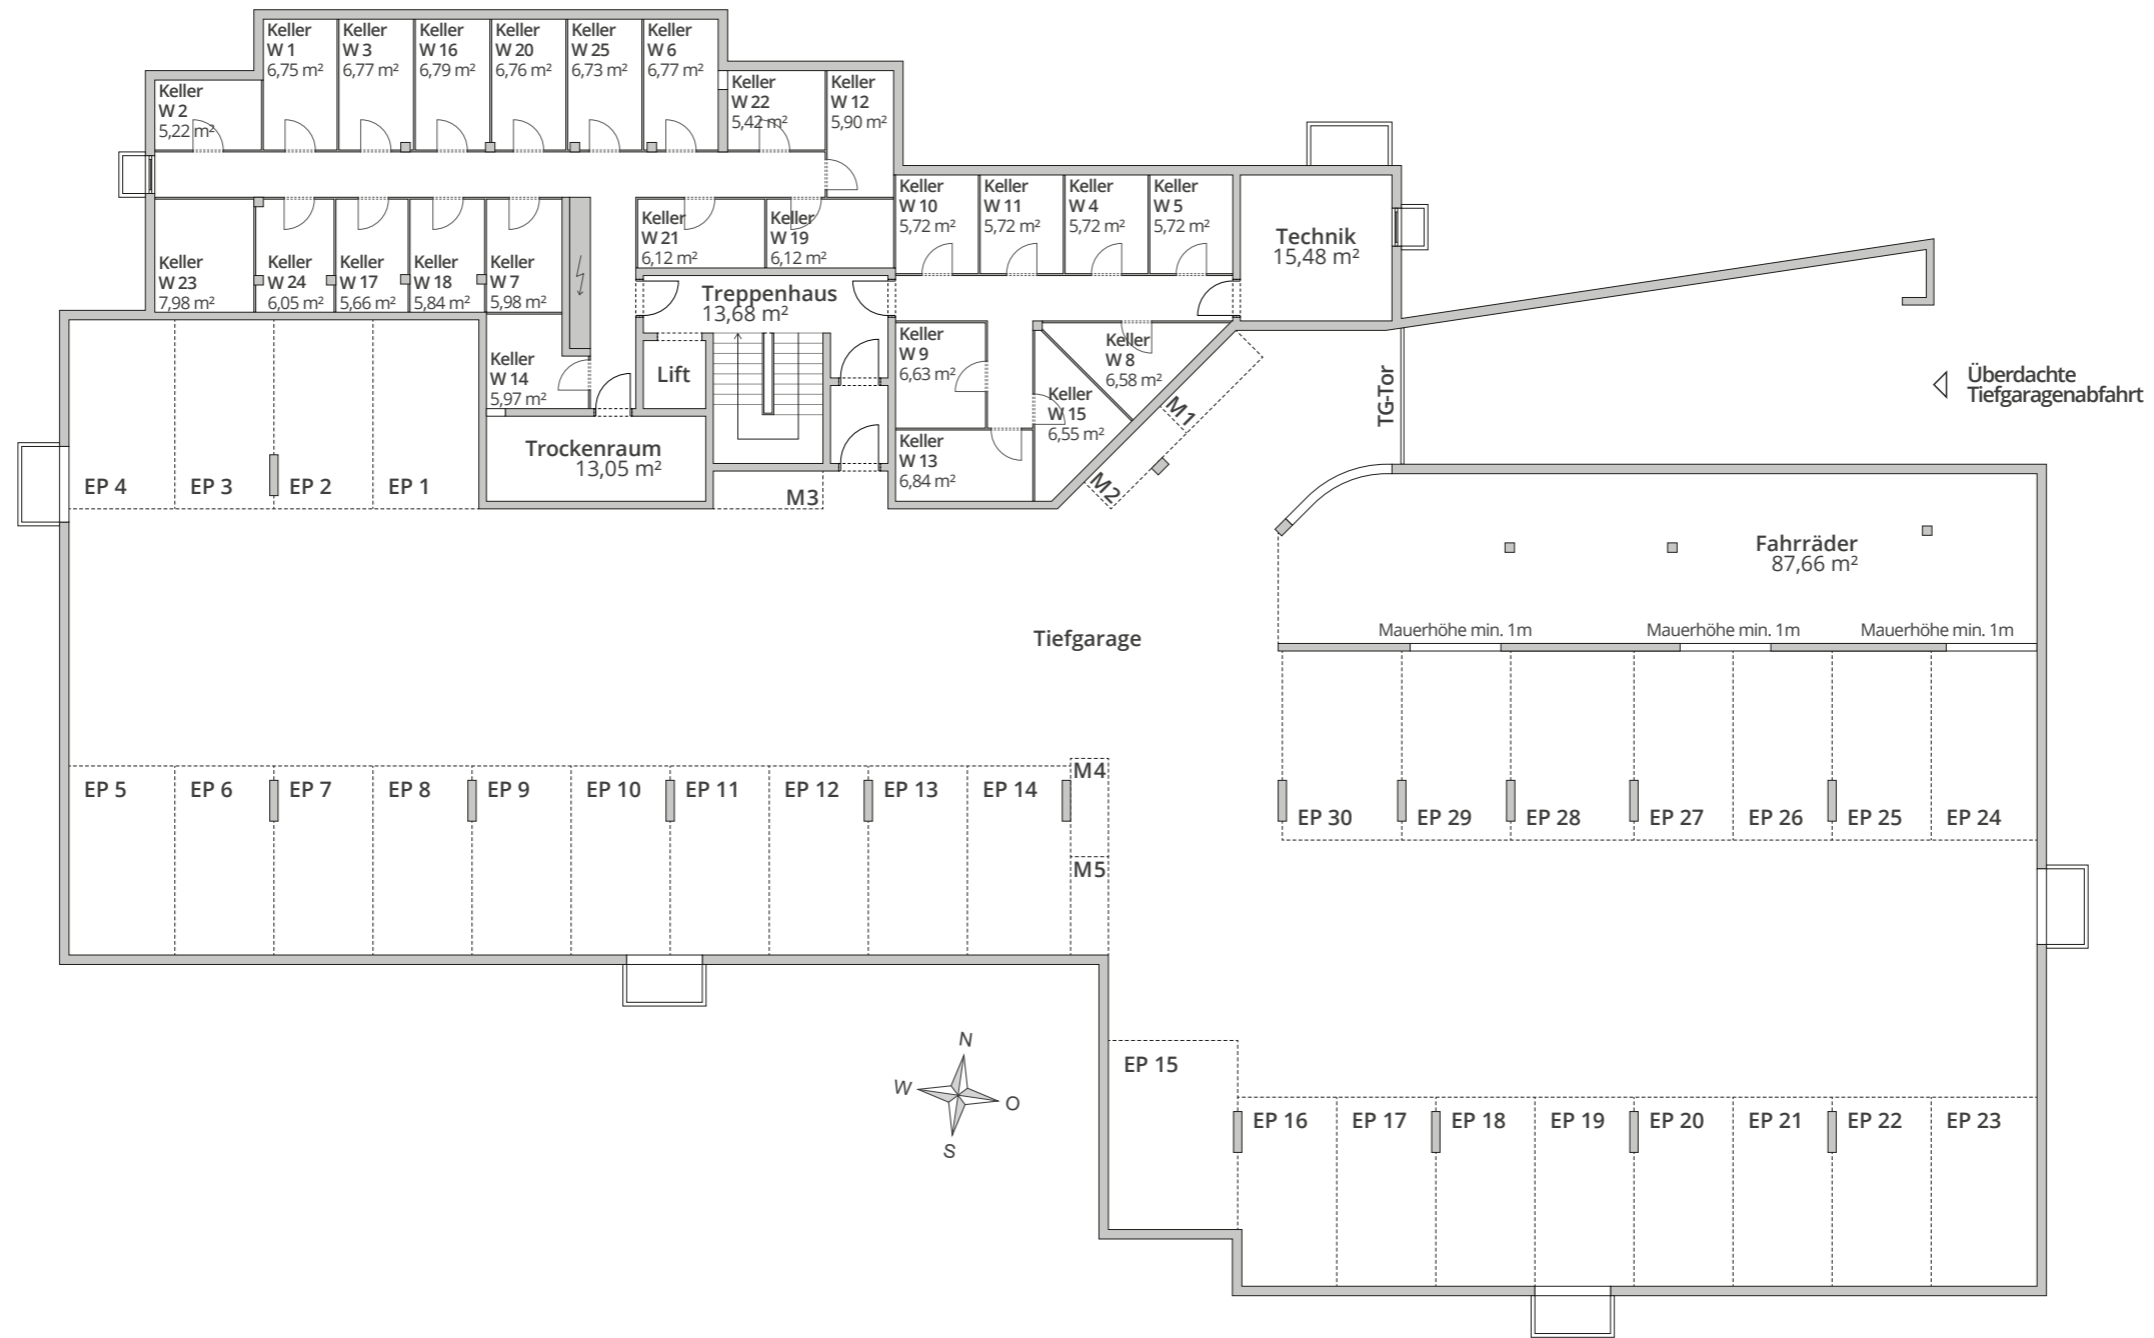 Keller
W 1
6,75 m²
Keller
W 3
6,77 m²
Keller
W 16
6,79 m²
Keller
W 20
6,76 m²
Keller
W 25
6,73 m²
Keller
W 6
6,77 m²
Keller
W 2
5,22 m²
Keller
W 22
5,42 m²
Keller
W 12
5,90 m²
Keller
W 10
5,72 m²
Keller
W 11
5,72 m²
Keller
W 4
5,72 m²
Keller
W 5
5,72 m²
Technik
15,48 m²
Keller
W 21
6,12 m²
Keller
W 19
6,12 m²
Keller
W 23
7,98 m²
Keller
W 24
6,05 m²
Keller
W 17
5,66 m²
Keller
W 18
5,84 m²
Keller
W 7
5,98 m²
Treppenhaus
13,68 m²
Keller
W 9
6,63 m²
Keller
W 8
6,58 m²
Keller
W 14
5,97 m²
Lift
Keller
W 15
6,55 m²
M1
TG-Tor
Überdachte
Tiefgaragenabfahrt
Trockenraum
13,05 m²
Keller
W 13
6,84 m²
M2
M3
EP 4
EP 3
EP 2
EP 1
Fahrräder
87,66 m²
Tiefgarage
Mauerhöhe min. 1m
Mauerhöhe min. 1m
Mauerhöhe min. 1m
EP 5
EP 6
EP 7
EP 8
EP 9
EP 10
EP 11
EP 12
EP 13
EP 14
M4
M5
EP 30
EP 29
EP 28
EP 27
EP 26
EP 25
EP 24
N
W
O
S
EP 15
EP 16
EP 17
EP 18
EP 19
EP 20
EP 21
EP 22
EP 23